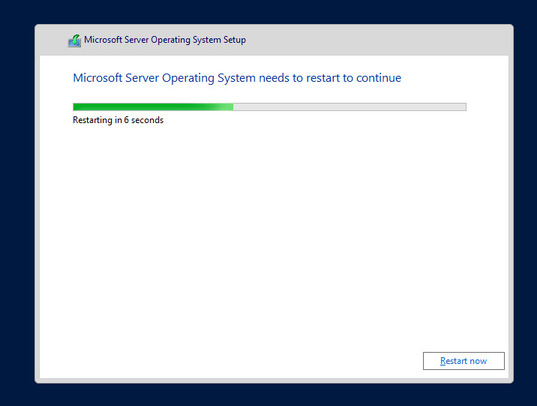 Microsoft Server Operating System Setup
Microsoft Server Operating System needs to restart to continue
Restarting in 6 seconds
Restart now